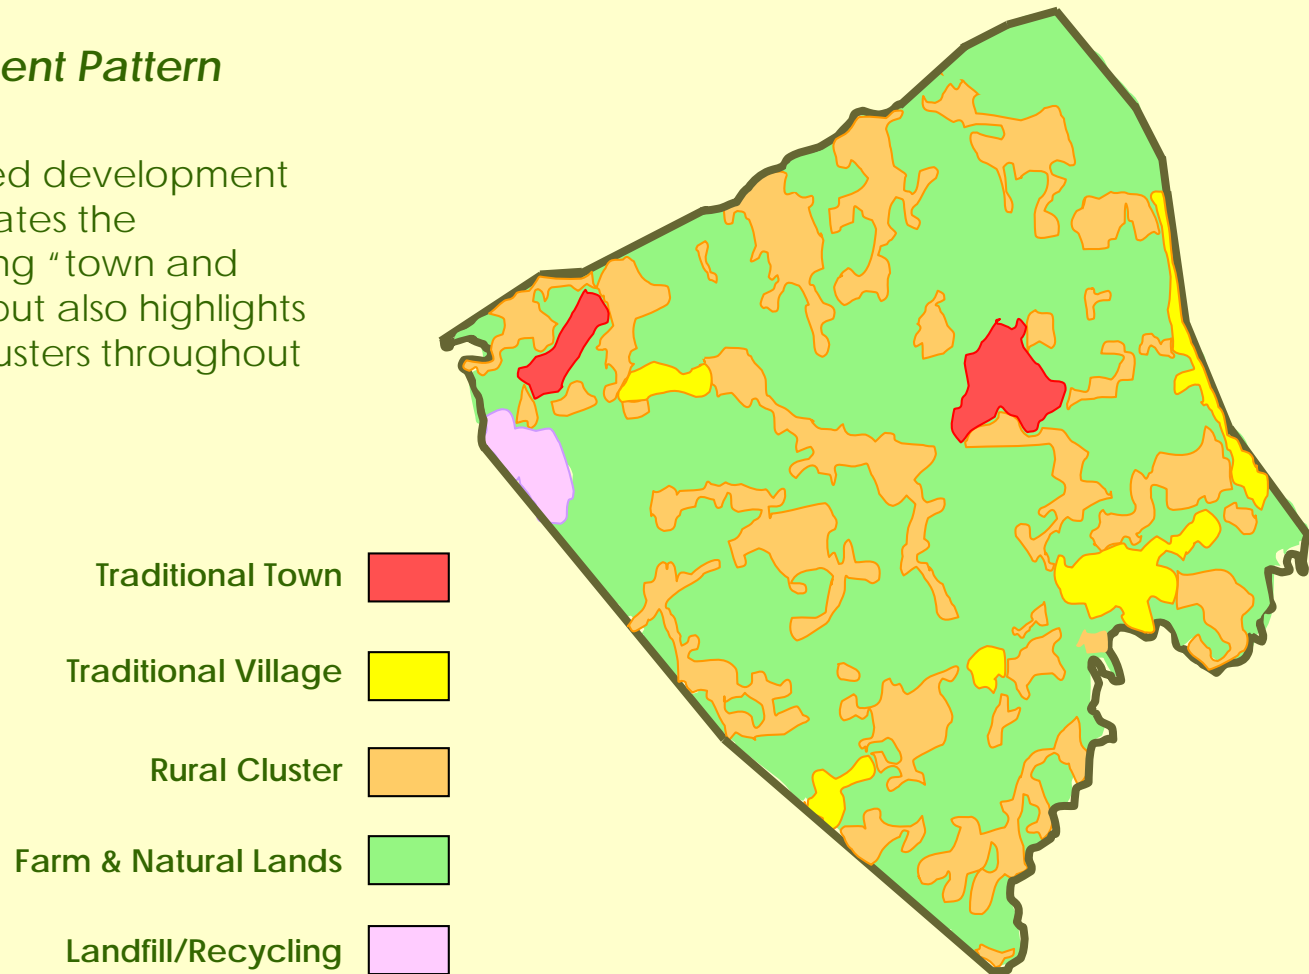 ent Pattern
ed development
ates the
ng “town and
out also highlights
usters throughout
Traditional Town
Traditional Village
Rural Cluster
Farm & Natural Lands
Landfill/Recycling